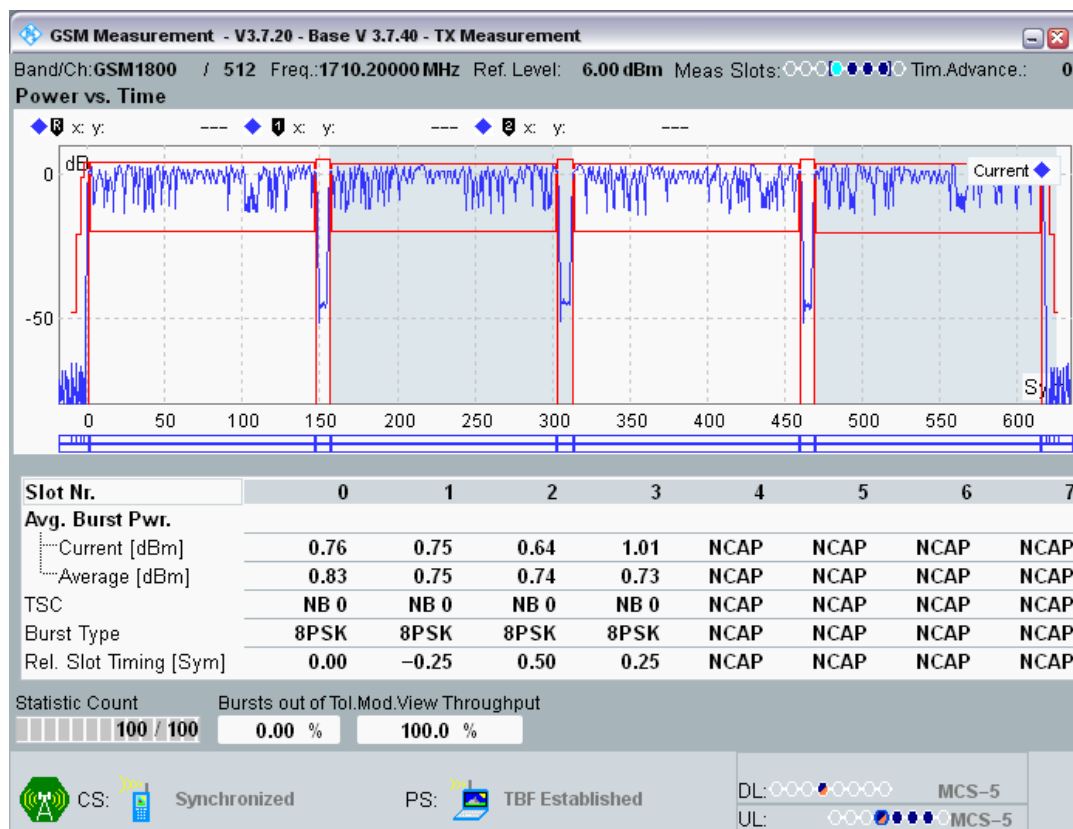 GSM Measurement - V3.7.20 - Base V 3.7.40 - TX Measurement
Band/Ch:GSM1800 / 512 Freq.:1710.20000 MHz Ref. Level: 6.00 dBm Meas Slots: Tim.Advance.: 0
Power vs. Time
R x: y: --- 1 x: y: --- 2 x: y: ---
10
dB
0
Current
-50
0 50 100 150 200 250 300 350 400 450 500 550 600
Slot Nr. 0 1 2 3 4 5 6 7
Avg. Burst Pwr.
Current [dBm] 0.76 0.75 0.64 1.01 NCAP NCAP NCAP NCAP
Average [dBm] 0.83 0.75 0.74 0.73 NCAP NCAP NCAP NCAP
TSC NB 0 NB 0 NB 0 NB 0 NCAP NCAP NCAP NCAP
Burst Type 8PSK 8PSK 8PSK 8PSK NCAP NCAP NCAP NCAP
Rel. Slot Timing [Sym] 0.00 −0.25 0.50 0.25 NCAP NCAP NCAP NCAP
Statistic Count Bursts out of Tol. Mod.View Throughput
100 / 100 0.00 % 100.0 %
CS: Synchronized PS: TBF Established DL: MCS−5
UL: MCS−5